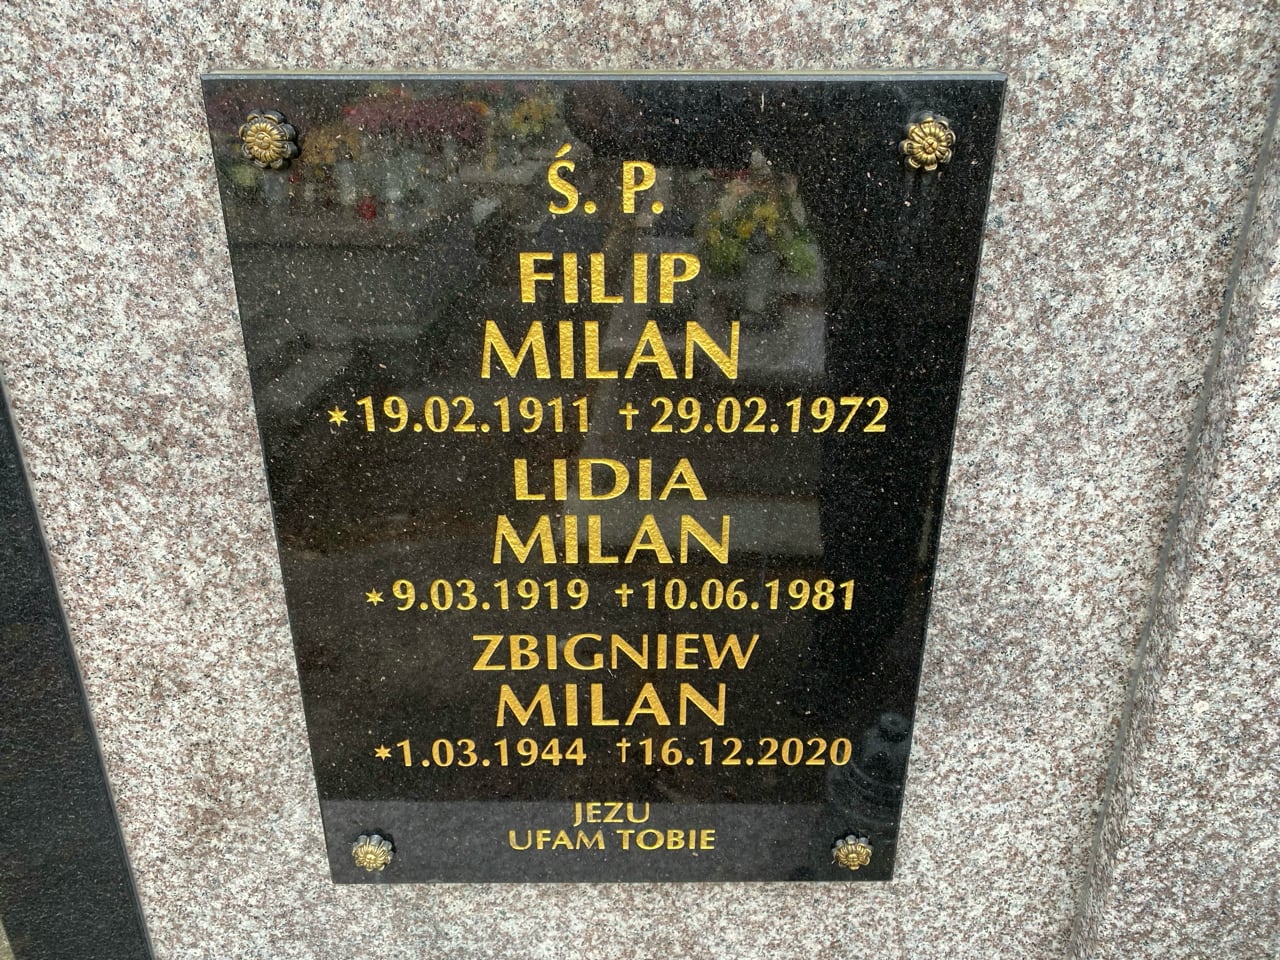 Ś. P.
FILIP
MILAN
*19.02.1911 †29.02.1972
LIDIA
MILAN
*9.03.1919 †10.06.1981
ZBIGNIEW
MILAN
*1.03.1944 †16.12.2020
JEZU
UFAM TOBIE